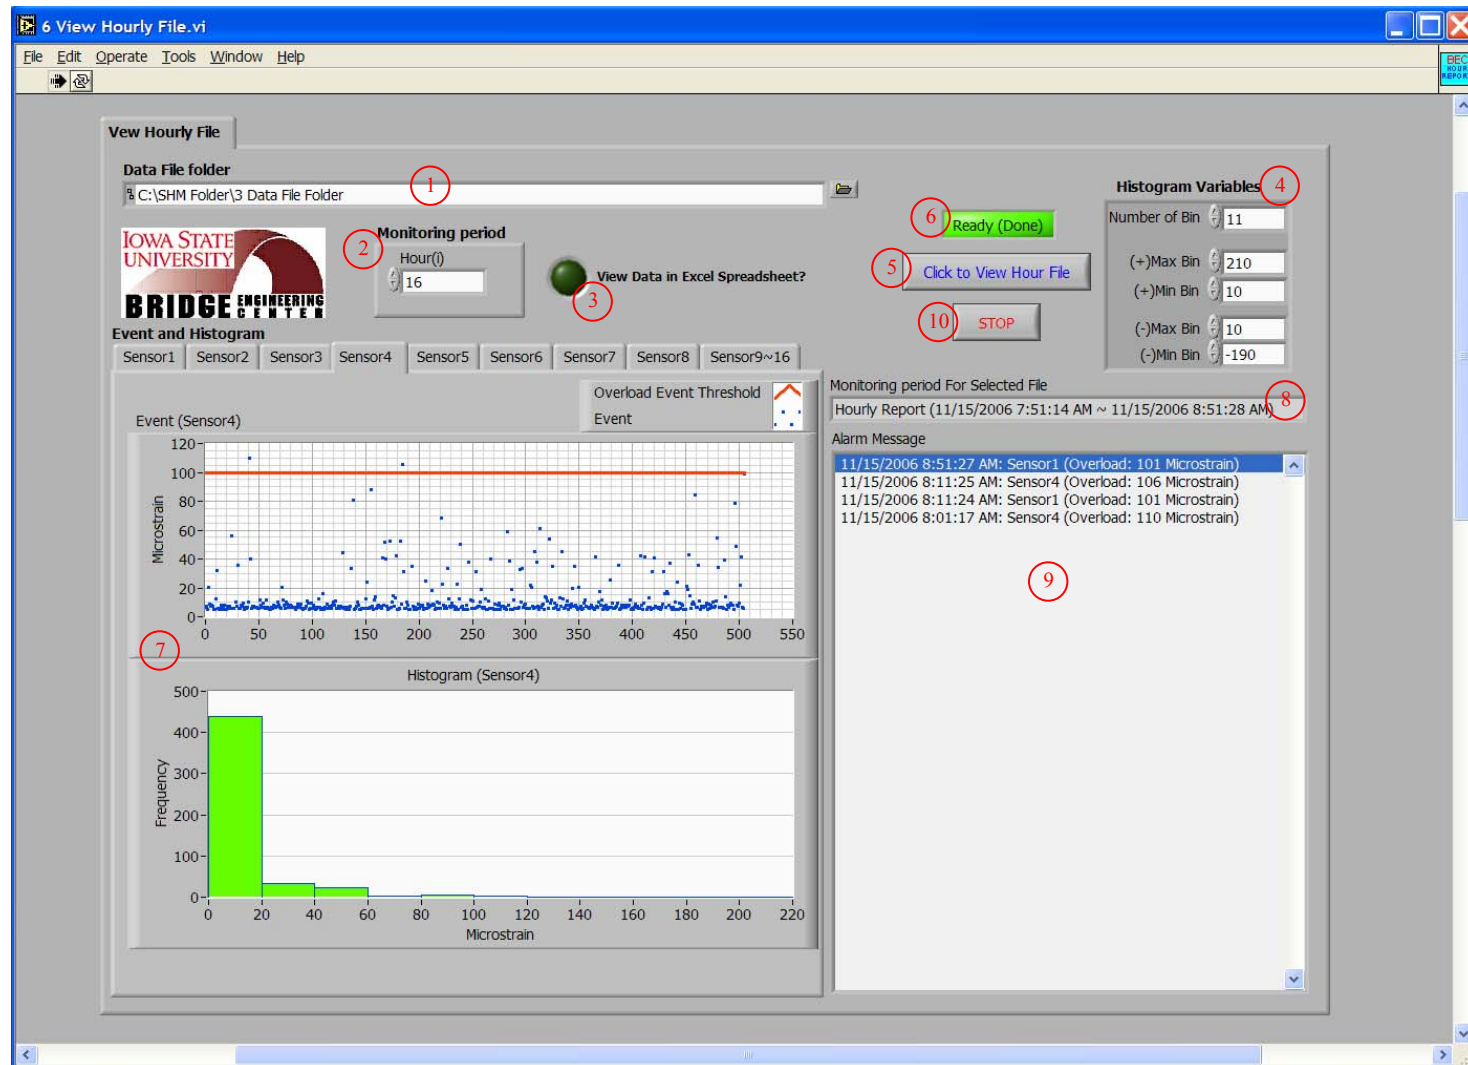 6 View Hourly File.vi
File Edit Operate Tools Window Help
BEC
HOUR
REPOR
Vew Hourly File
Data File folder
C:\SHM Folder\3 Data File Folder
1
Histogram Variables
4
Number of Bin 11
(+)Max Bin 210
(+)Min Bin 10
(-)Max Bin 10
(-)Min Bin -190
6
Ready (Done)
5
Click to View Hour File
10
STOP
IOWA STATE
UNIVERSITY
BRIDGE ENGINEERING
CENTER
2
Monitoring period
Hour(i)
16
View Data in Excel Spreadsheet?
3
Event and Histogram
Sensor1 Sensor2 Sensor3 Sensor4 Sensor5 Sensor6 Sensor7 Sensor8 Sensor9~16
Overload Event Threshold
Event
Event (Sensor4)
120
100
80
60
40
20
0
Microstrain
0 50 100 150 200 250 300 350 400 450 500 550
7
Histogram (Sensor4)
500
400
300
200
100
0
Frequency
0 20 40 60 80 100 120 140 160 180 200 220
Microstrain
Monitoring period For Selected File
Hourly Report (11/15/2006 7:51:14 AM ~ 11/15/2006 8:51:28 AM)
8
Alarm Message
11/15/2006 8:51:27 AM: Sensor1 (Overload: 101 Microstrain)
11/15/2006 8:11:25 AM: Sensor4 (Overload: 106 Microstrain)
11/15/2006 8:11:24 AM: Sensor1 (Overload: 101 Microstrain)
11/15/2006 8:01:17 AM: Sensor4 (Overload: 110 Microstrain)
9